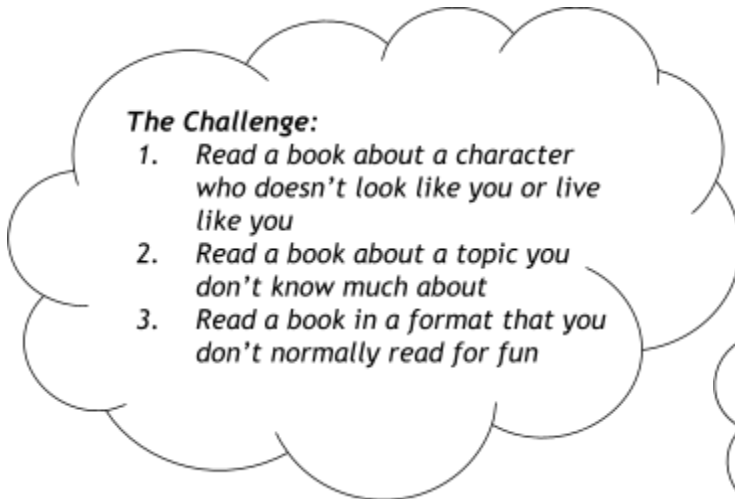 The Challenge:
1. Read a book about a character
who doesn't look like you or live
like you
2. Read a book about a topic you
don't know much about
3. Read a book in a format that you
don't normally read for fun